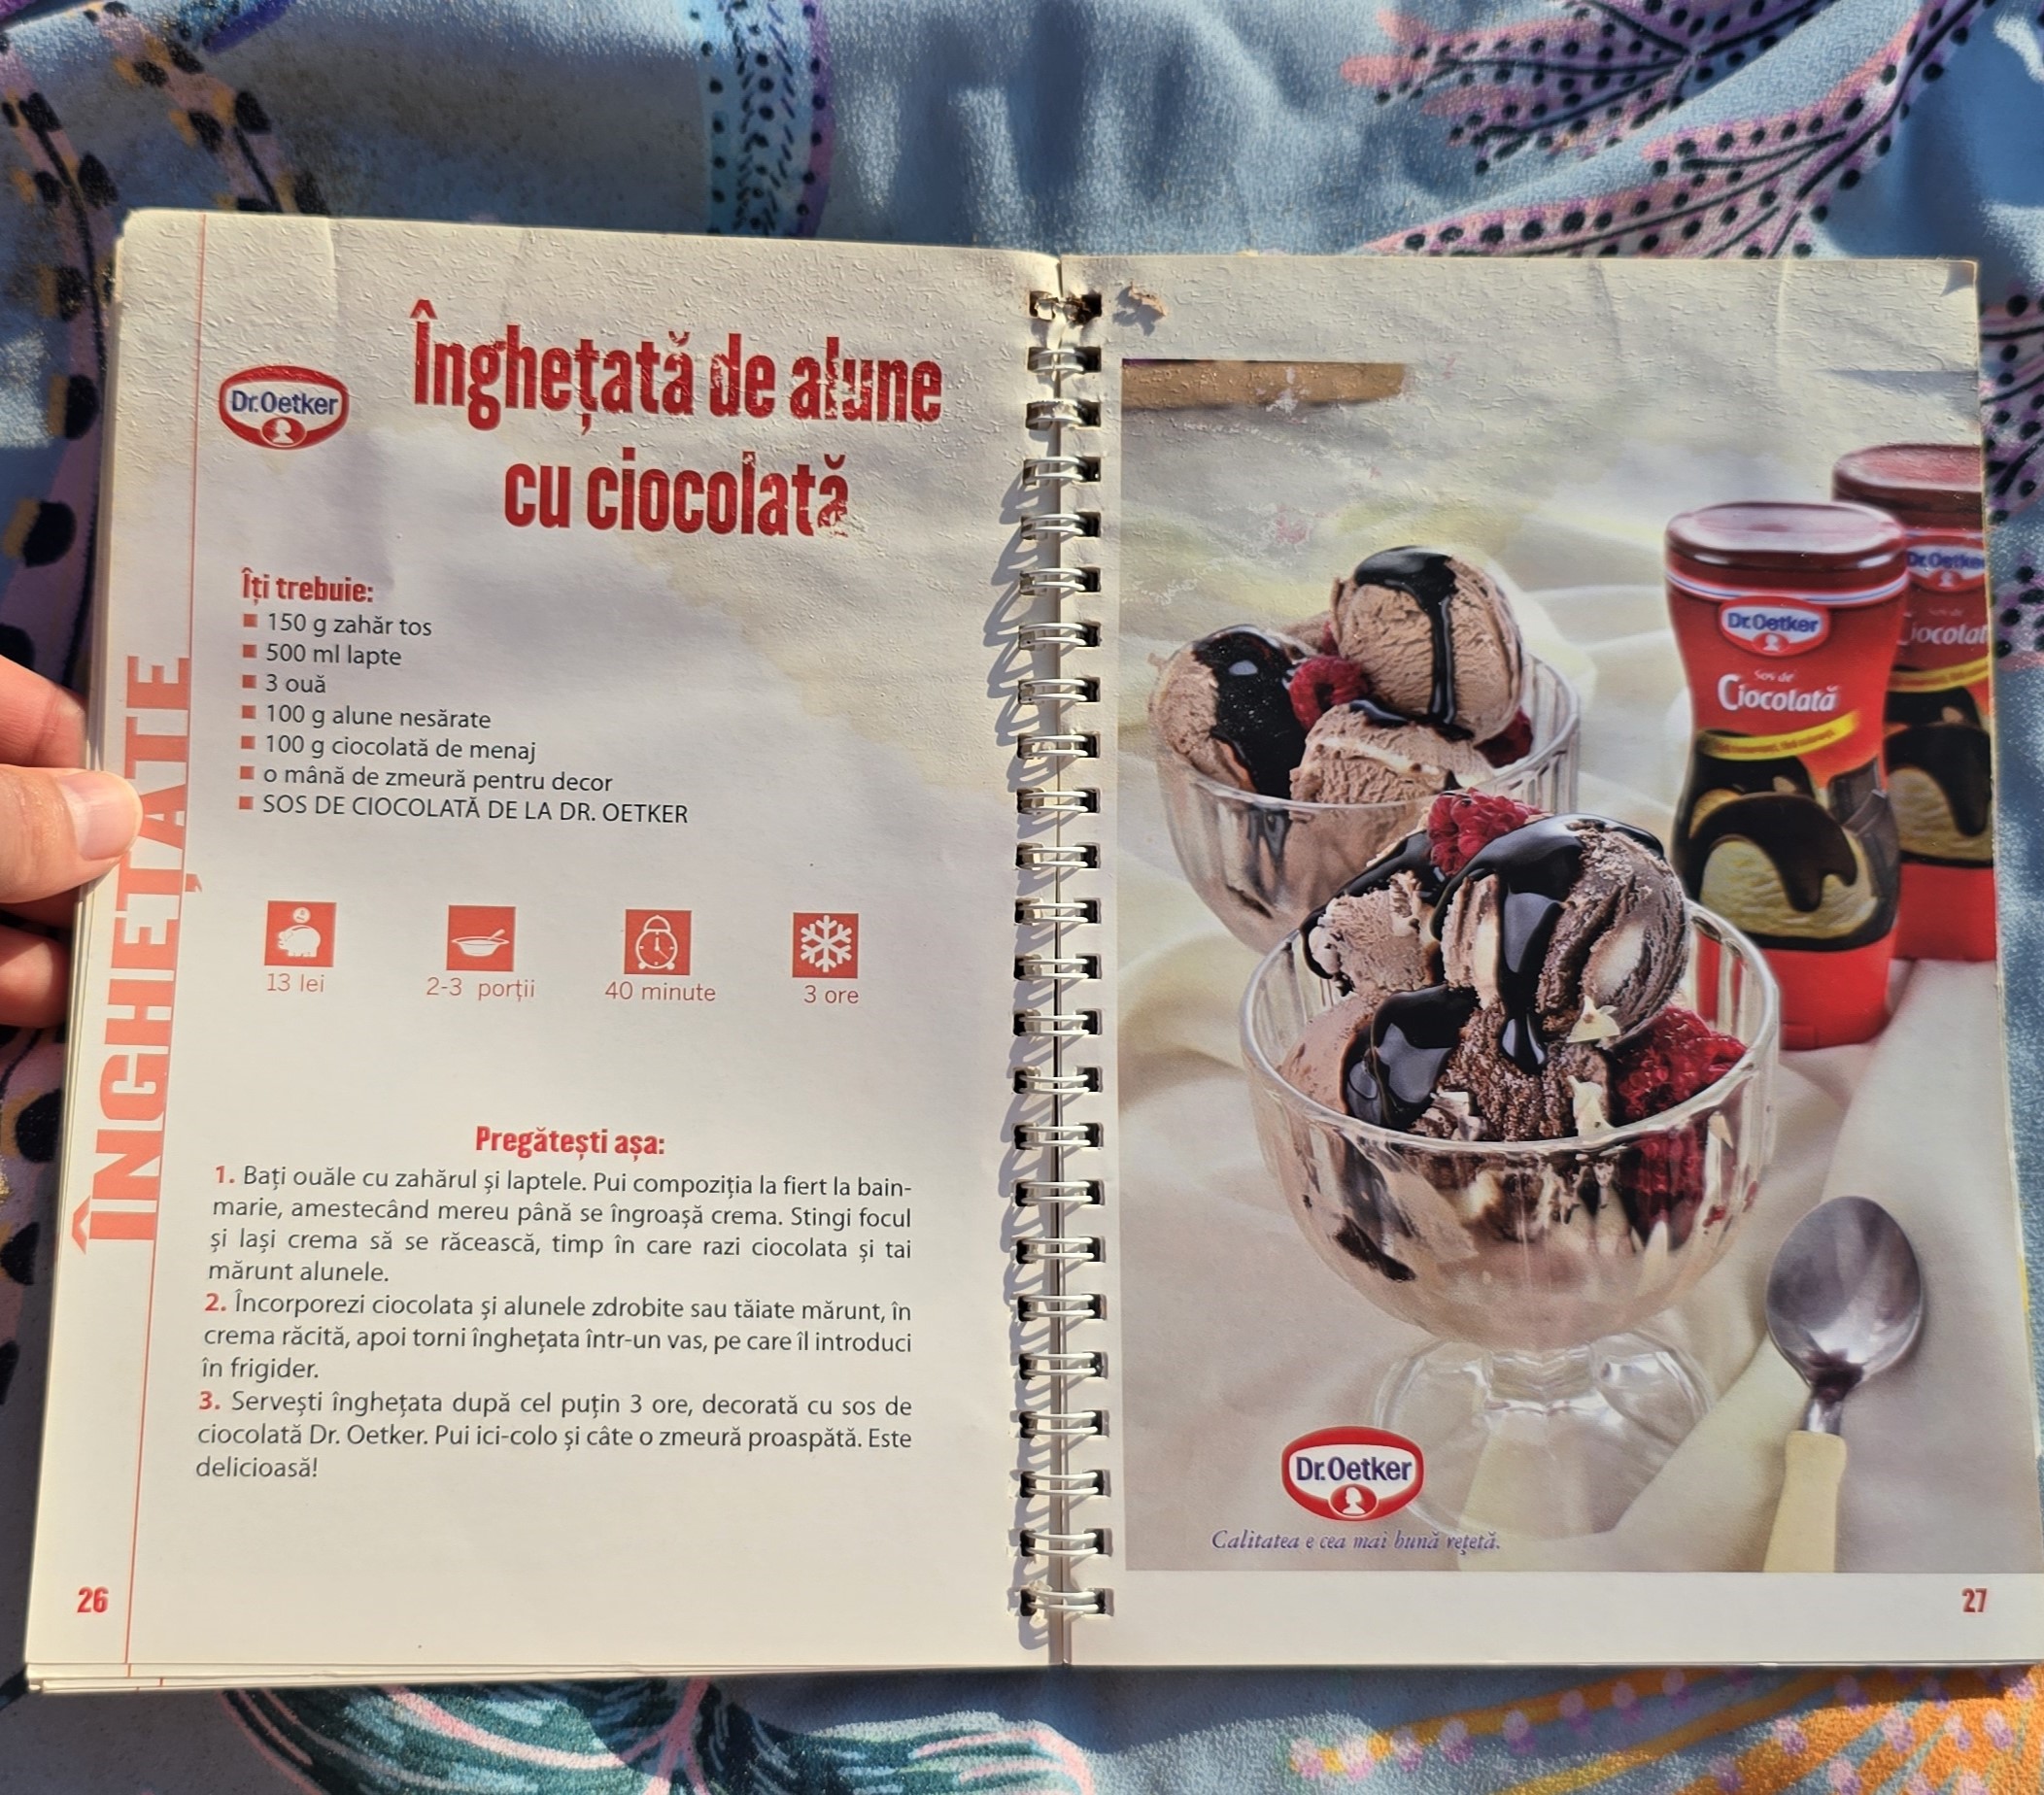 Dr.Oetker
Înghețată de alune
cu ciocolată
Îți trebuie:
150 g zahăr tos
500 ml lapte
3 ouă
100 g alune nesărate
100 g ciocolată de menaj
o mână de zmeură pentru decor
SOS DE CIOCOLATĂ DE LA DR. OETKER
13 lei
2-3 porții
40 minute
3 ore
Pregătești așa:
1. Bați ouăle cu zahărul și laptele. Pui compoziția la fiert la bain-
marie, amestecând mereu până se îngroașă crema. Stingi focul
și lași crema să se răcească, timp în care razi ciocolata și tai
mărunt alunele.
2. Încorporezi ciocolata și alunele zdrobite sau tăiate mărunt, în
crema răcită, apoi torni înghețata într-un vas, pe care îl introduci
în frigider.
3. Servești înghețata după cel puțin 3 ore, decorată cu sos de
ciocolată Dr. Oetker. Pui ici-colo și câte o zmeură proaspătă. Este
delicioasă!
ÎNGHEȚATE
26
Dr.Oetker
Sos de
Ciocolată
Dr.Oetke
Sos de
Ciocolat
Dr.Oetker
Calitatea e cea mai bună rețetă.
27